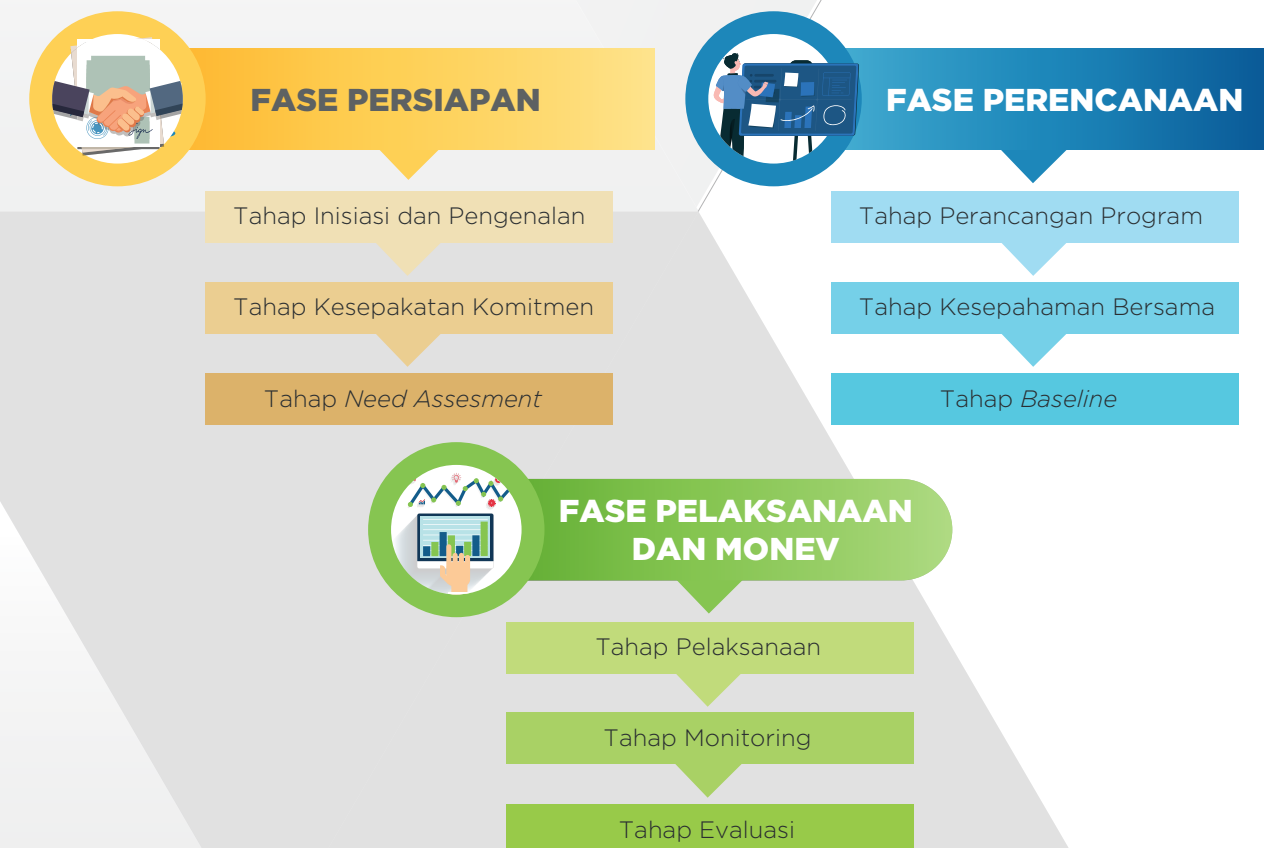 FASE PERSIAPAN
Tahap Inisiasi dan Pengenalan
Tahap Kesepakatan Komitmen
Tahap Need Assesment
FASE PERENCANAAN
Tahap Perancangan Program
Tahap Kesepahaman Bersama
Tahap Baseline
FASE PELAKSANAAN
DAN MONEV
Tahap Pelaksanaan
Tahap Monitoring
Tahap Evaluasi